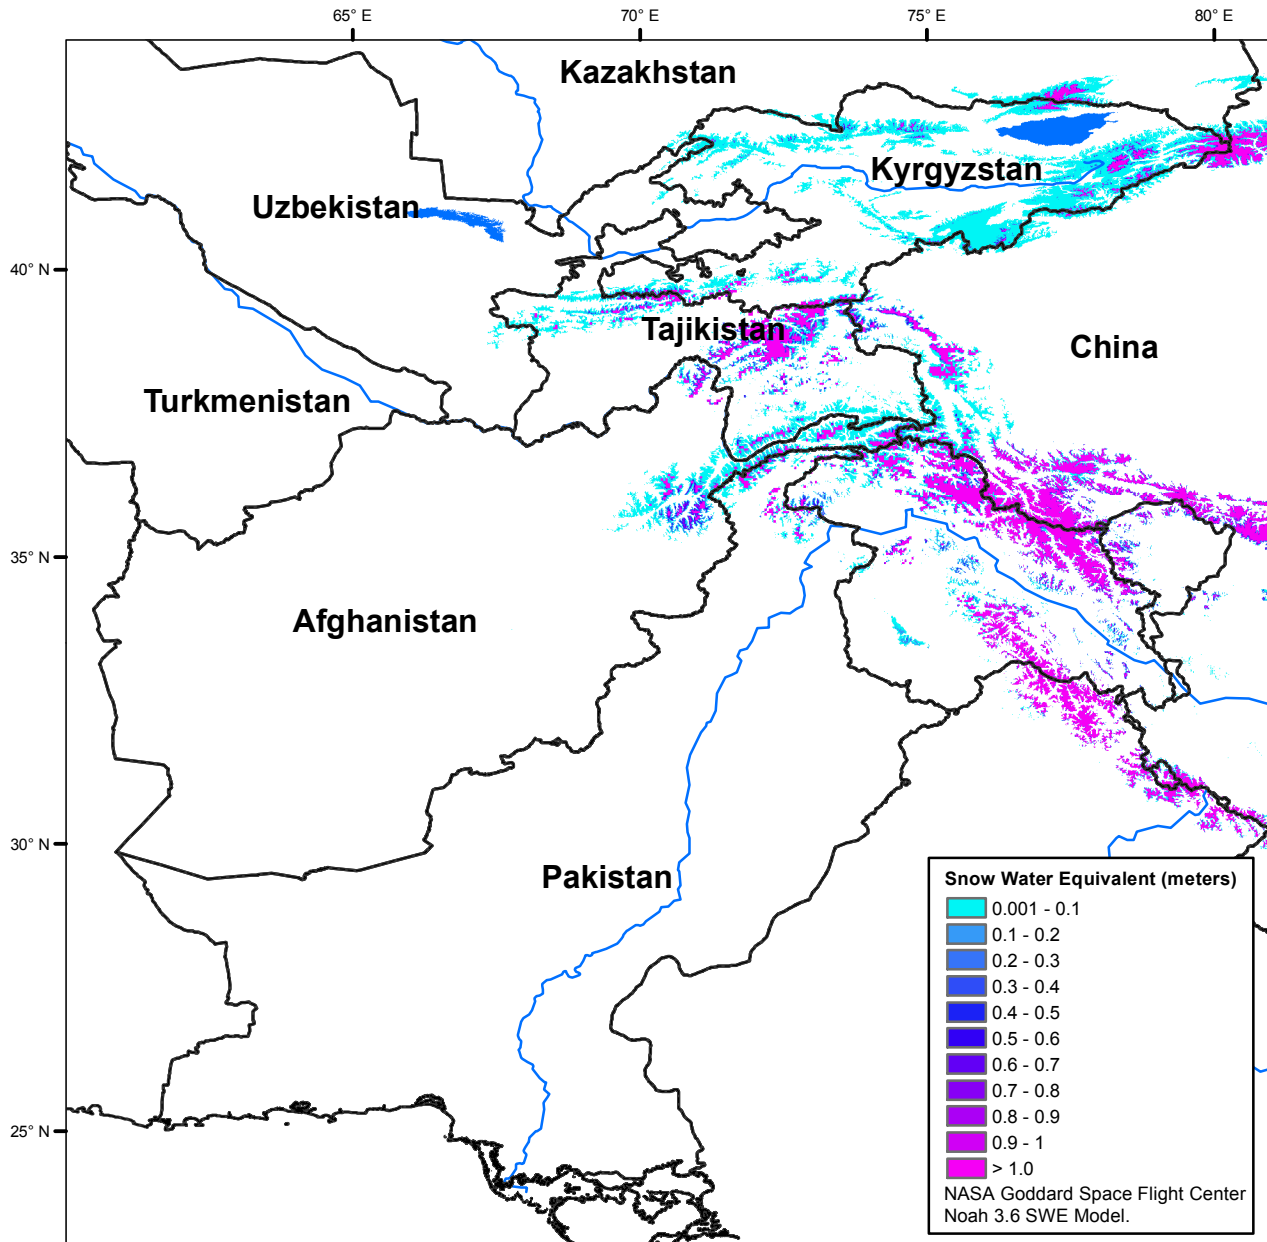 65° E
70° E
75° E
80° E
Kazakhstan
Kyrgyzstan
Uzbekistan
40° N
Tajikistan
China
Turkmenistan
35° N
Afghanistan
30° N
Pakistan
Snow Water Equivalent (meters)
0.001 - 0.1
0.1 - 0.2
0.2 - 0.3
0.3 - 0.4
0.4 - 0.5
0.5 - 0.6
0.6 - 0.7
0.7 - 0.8
0.8 - 0.9
0.9 - 1
> 1.0
25° N
NASA Goddard Space Flight Center
Noah 3.6 SWE Model.